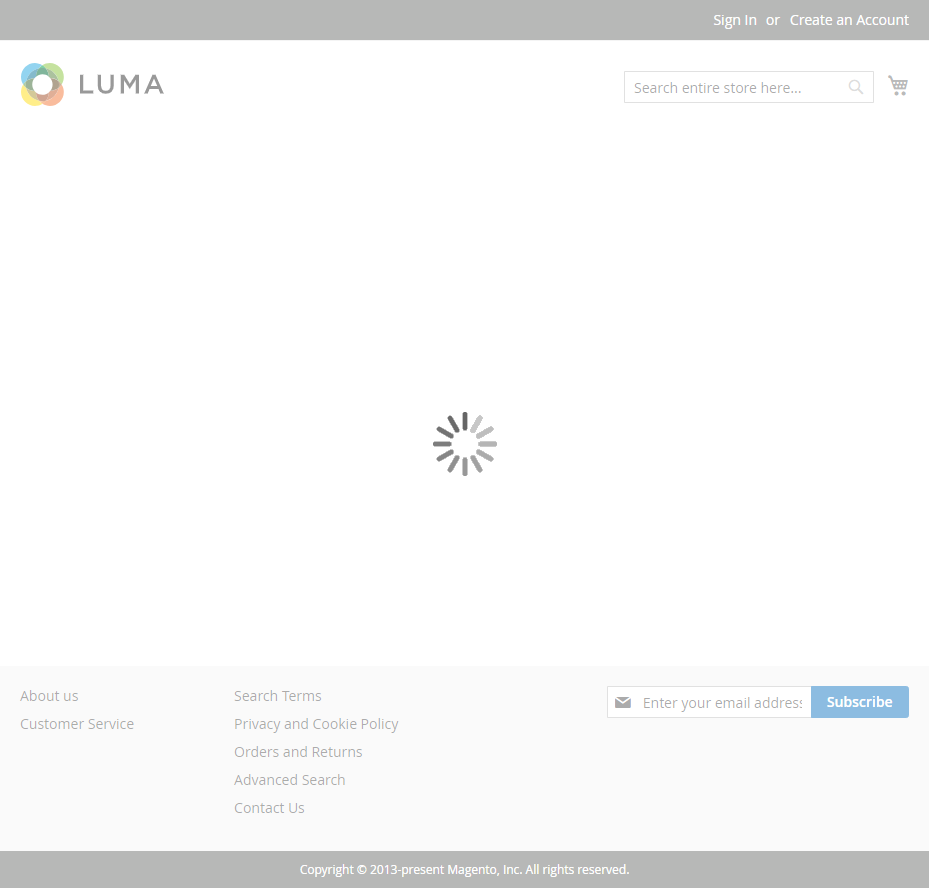 Sign In or Create an Account
LUMA
Search entire store here...
About us
Customer Service
Search Terms
Privacy and Cookie Policy
Orders and Returns
Advanced Search
Contact Us
Enter your email address
Subscribe
Copyright © 2013-present Magento, Inc. All rights reserved.